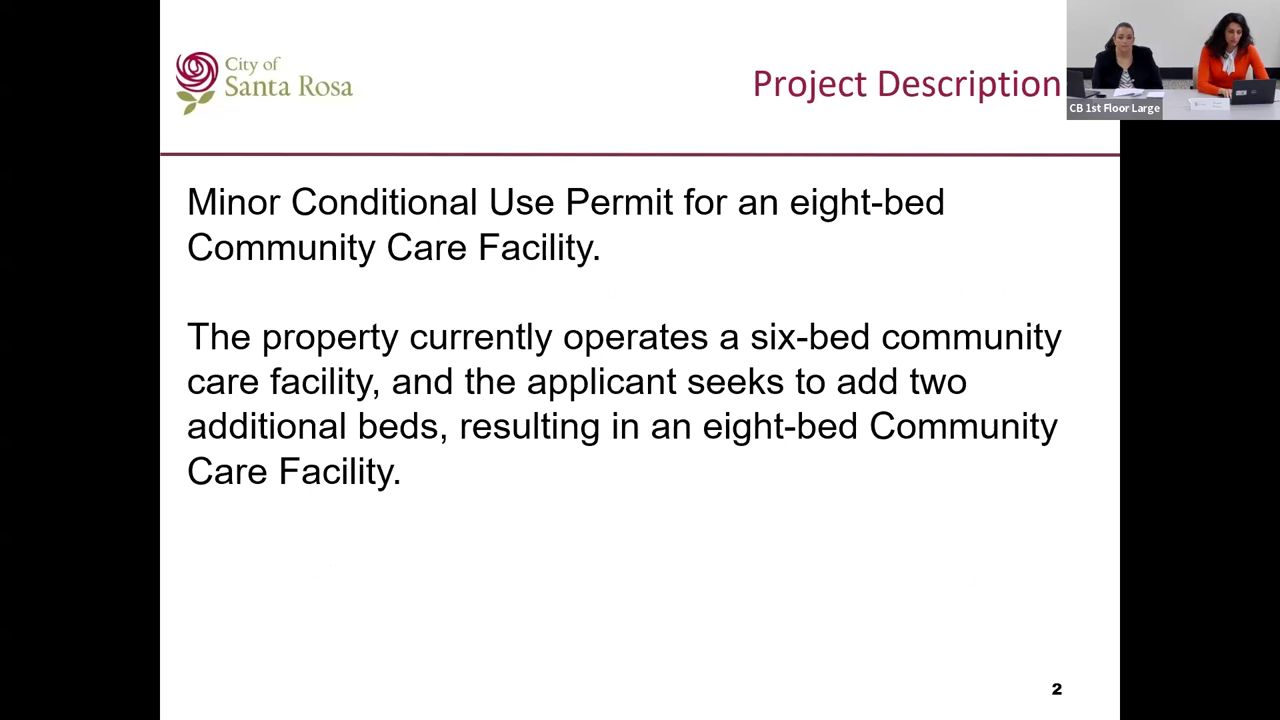 City of
Santa Rosa
Project Description
CB 1st Floor Large
Minor Conditional Use Permit for an eight-bed
Community Care Facility.
The property currently operates a six-bed community
care facility, and the applicant seeks to add two
additional beds, resulting in an eight-bed Community
Care Facility.
2